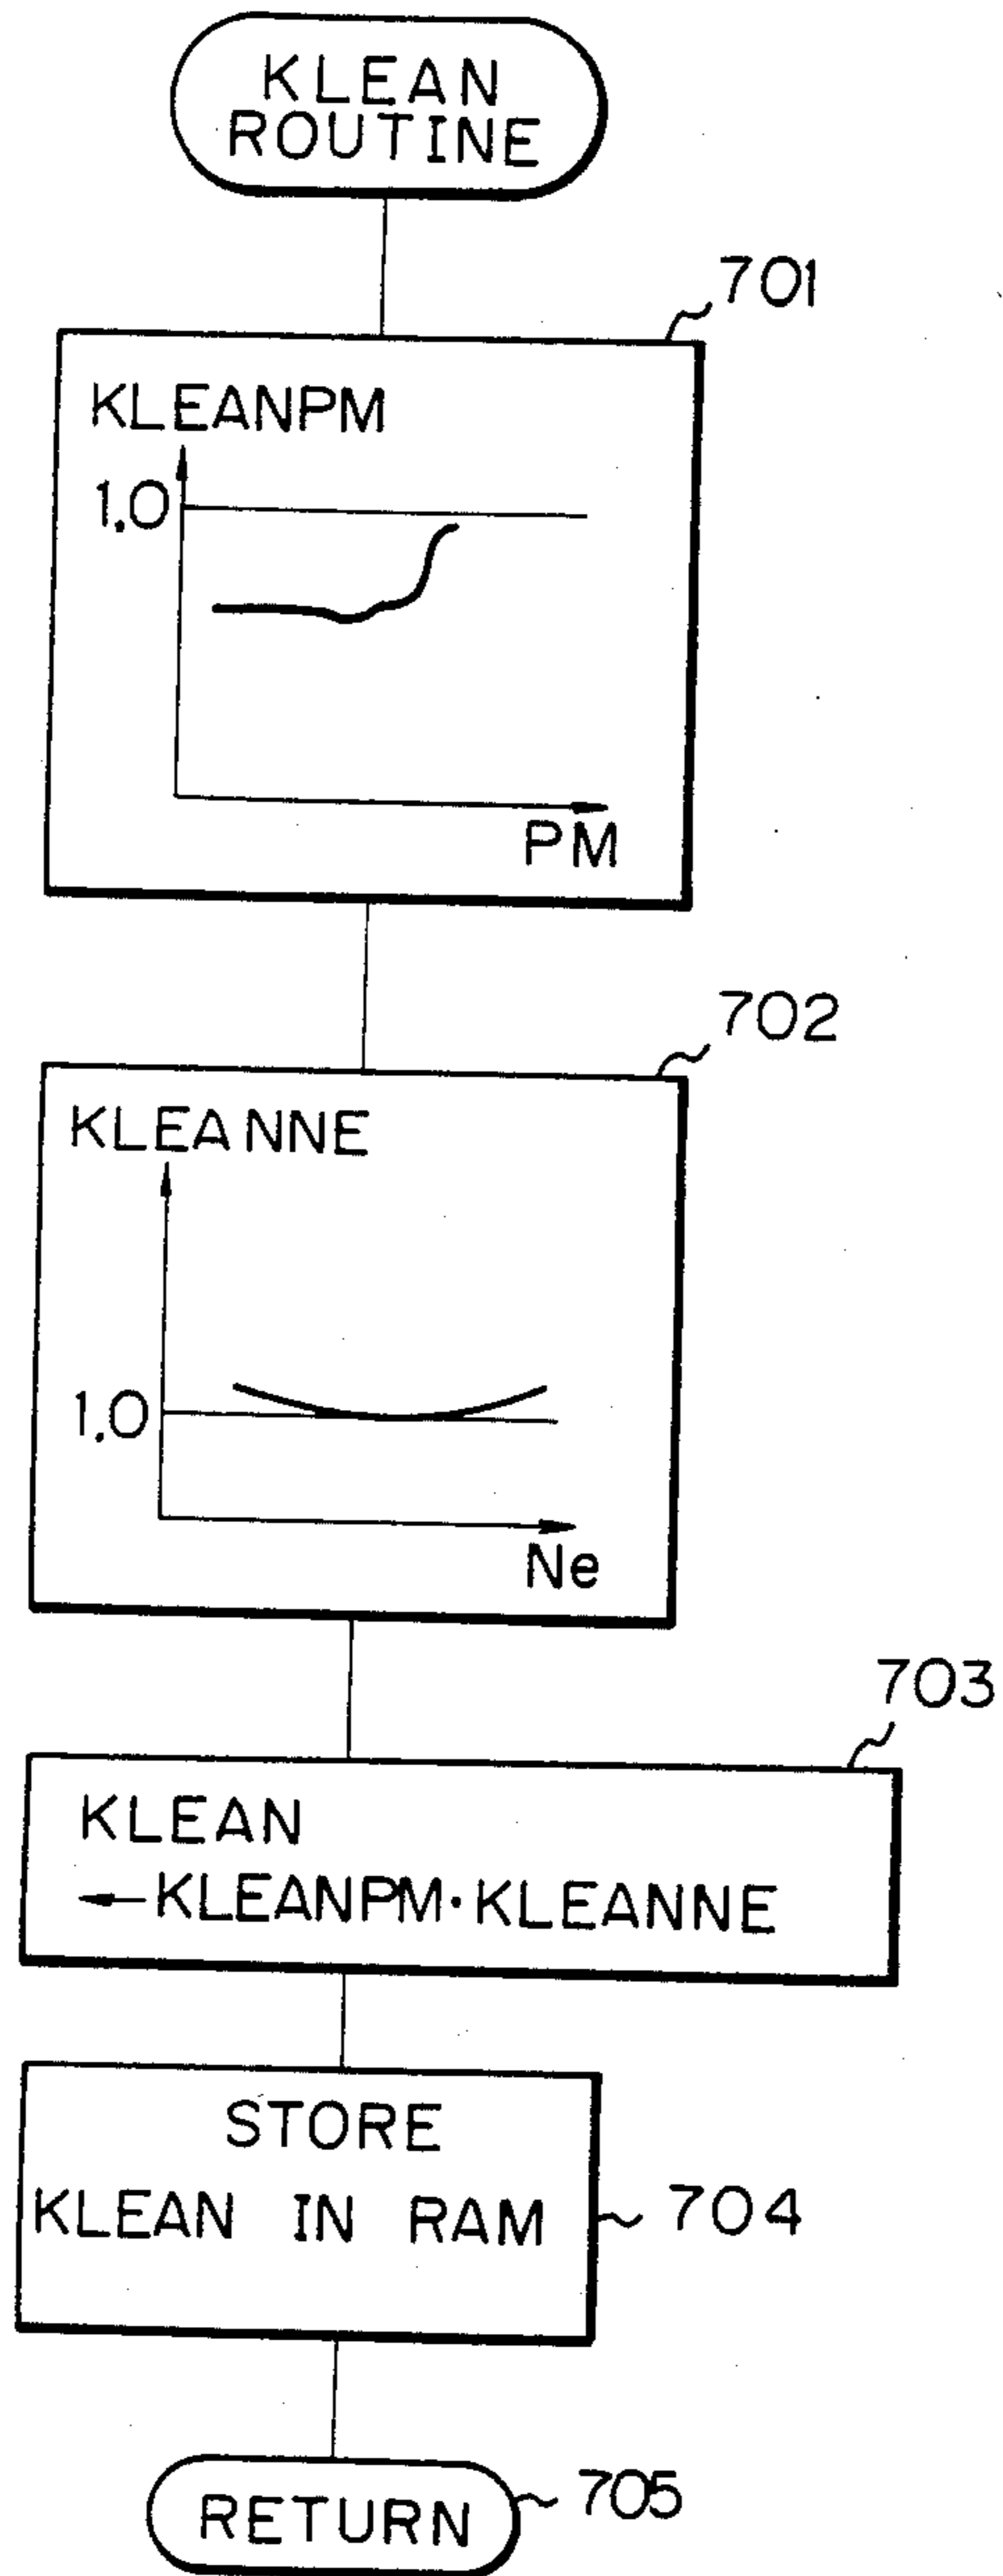 KLEAN
ROUTINE
701
KLEANPM
1.0
PM
702
KLEANNE
1.0
Ne
703
KLEAN
←KLEANPM·KLEANNE
STORE
KLEAN IN RAM
704
RETURN
705